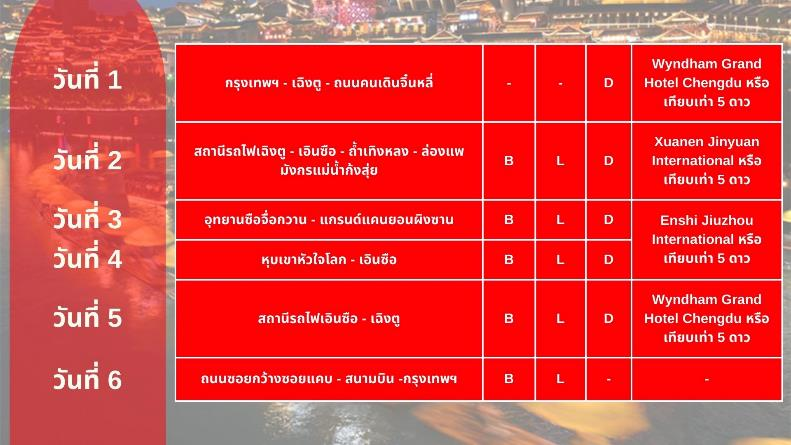 วันที่ 1
กรุงเทพฯ - เฉิงตู - ถนนคนเดินจิ๋นหลี่
-
-
D
Wyndham Grand
Hotel Chengdu หรือ
เทียบเท่า 5 ดาว
วันที่ 2
สถานีรถไฟเฉิงตู - เอินซือ - ถ้ำเทิงหลง - ล่องแพ
มังกรแม่น้ำก้งสุ่ย
B
L
D
Xuanen Jinyuan
International หรือ
เทียบเท่า 5 ดาว
วันที่ 3
อุทยานซือจื่อกวาน - แกรนด์แคนยอนผิงซาน
B
L
D
Enshi Jiuzhou
International หรือ
เทียบเท่า 5 ดาว
วันที่ 4
หุบเขาหัวใจโลก - เอินซือ
B
L
D
วันที่ 5
สถานีรถไฟเอินซือ - เฉิงตู
B
L
D
Wyndham Grand
Hotel Chengdu หรือ
เทียบเท่า 5 ดาว
วันที่ 6
ถนนซอยกว้างซอยแคบ - สนามบิน -กรุงเทพฯ
B
L
-
-